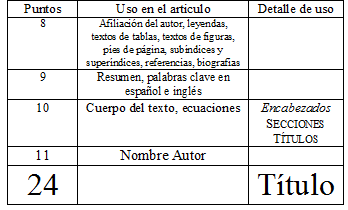 Puntos Uso en el articulo Detalle de uso
8 Afiliación del autor, leyendas,
textos de tablas, textos de figuras,
pies de página, subindices y
superindices, referencias, biografias
9 Resumen, palabras clave en
español e inglés
10 Cuerpo del texto, ecuaciones Encabezados
SECCIONES
TÍTULOS
11 Nombre Autor
24 Título